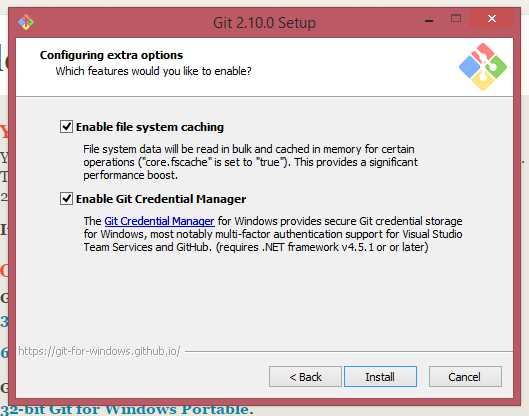 Git 2.10.0 Setup
Configuring extra options
Which features would you like to enable?
Enable file system caching
File system data will be read in bulk and cached in memory for certain
operations ("core.fscache" is set to "true"). This provides a significant
performance boost.
Enable Git Credential Manager
The Git Credential Manager for Windows provides secure Git credential storage
for Windows, most notably multi-factor authentication support for Visual Studio
Team Services and GitHub. (requires .NET framework v4.5.1 or or later)
https://git-for-windows.github.io/
< Back
Install
Cancel
32-bit Git for Windows Portable.